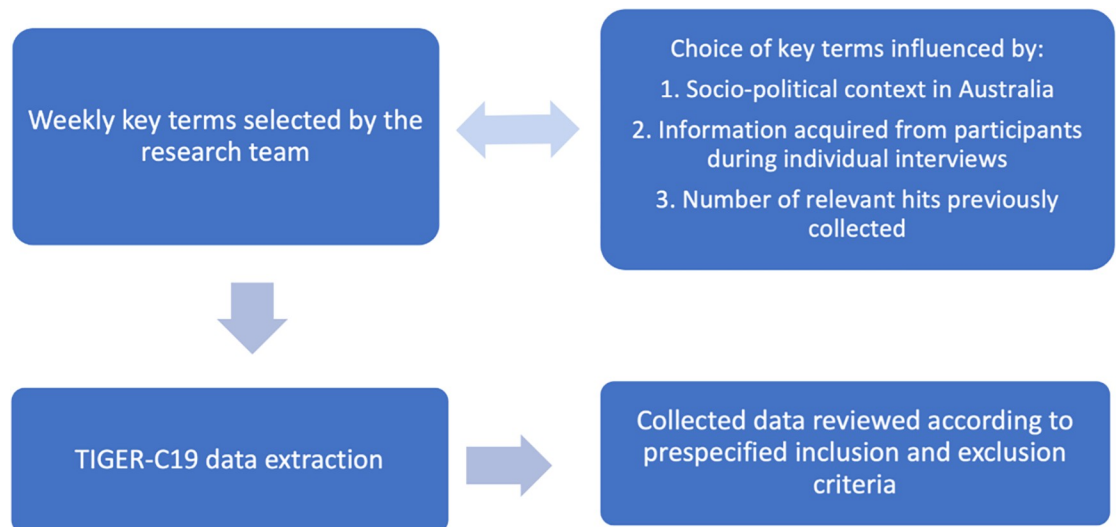 Weekly key terms selected by the
research team
Choice of key terms influenced by:
1. Socio-political context in Australia
2. Information acquired from participants
during individual interviews
3. Number of relevant hits previously
collected
TIGER-C19 data extraction
Collected data reviewed according to
prespecified inclusion and exclusion
criteria